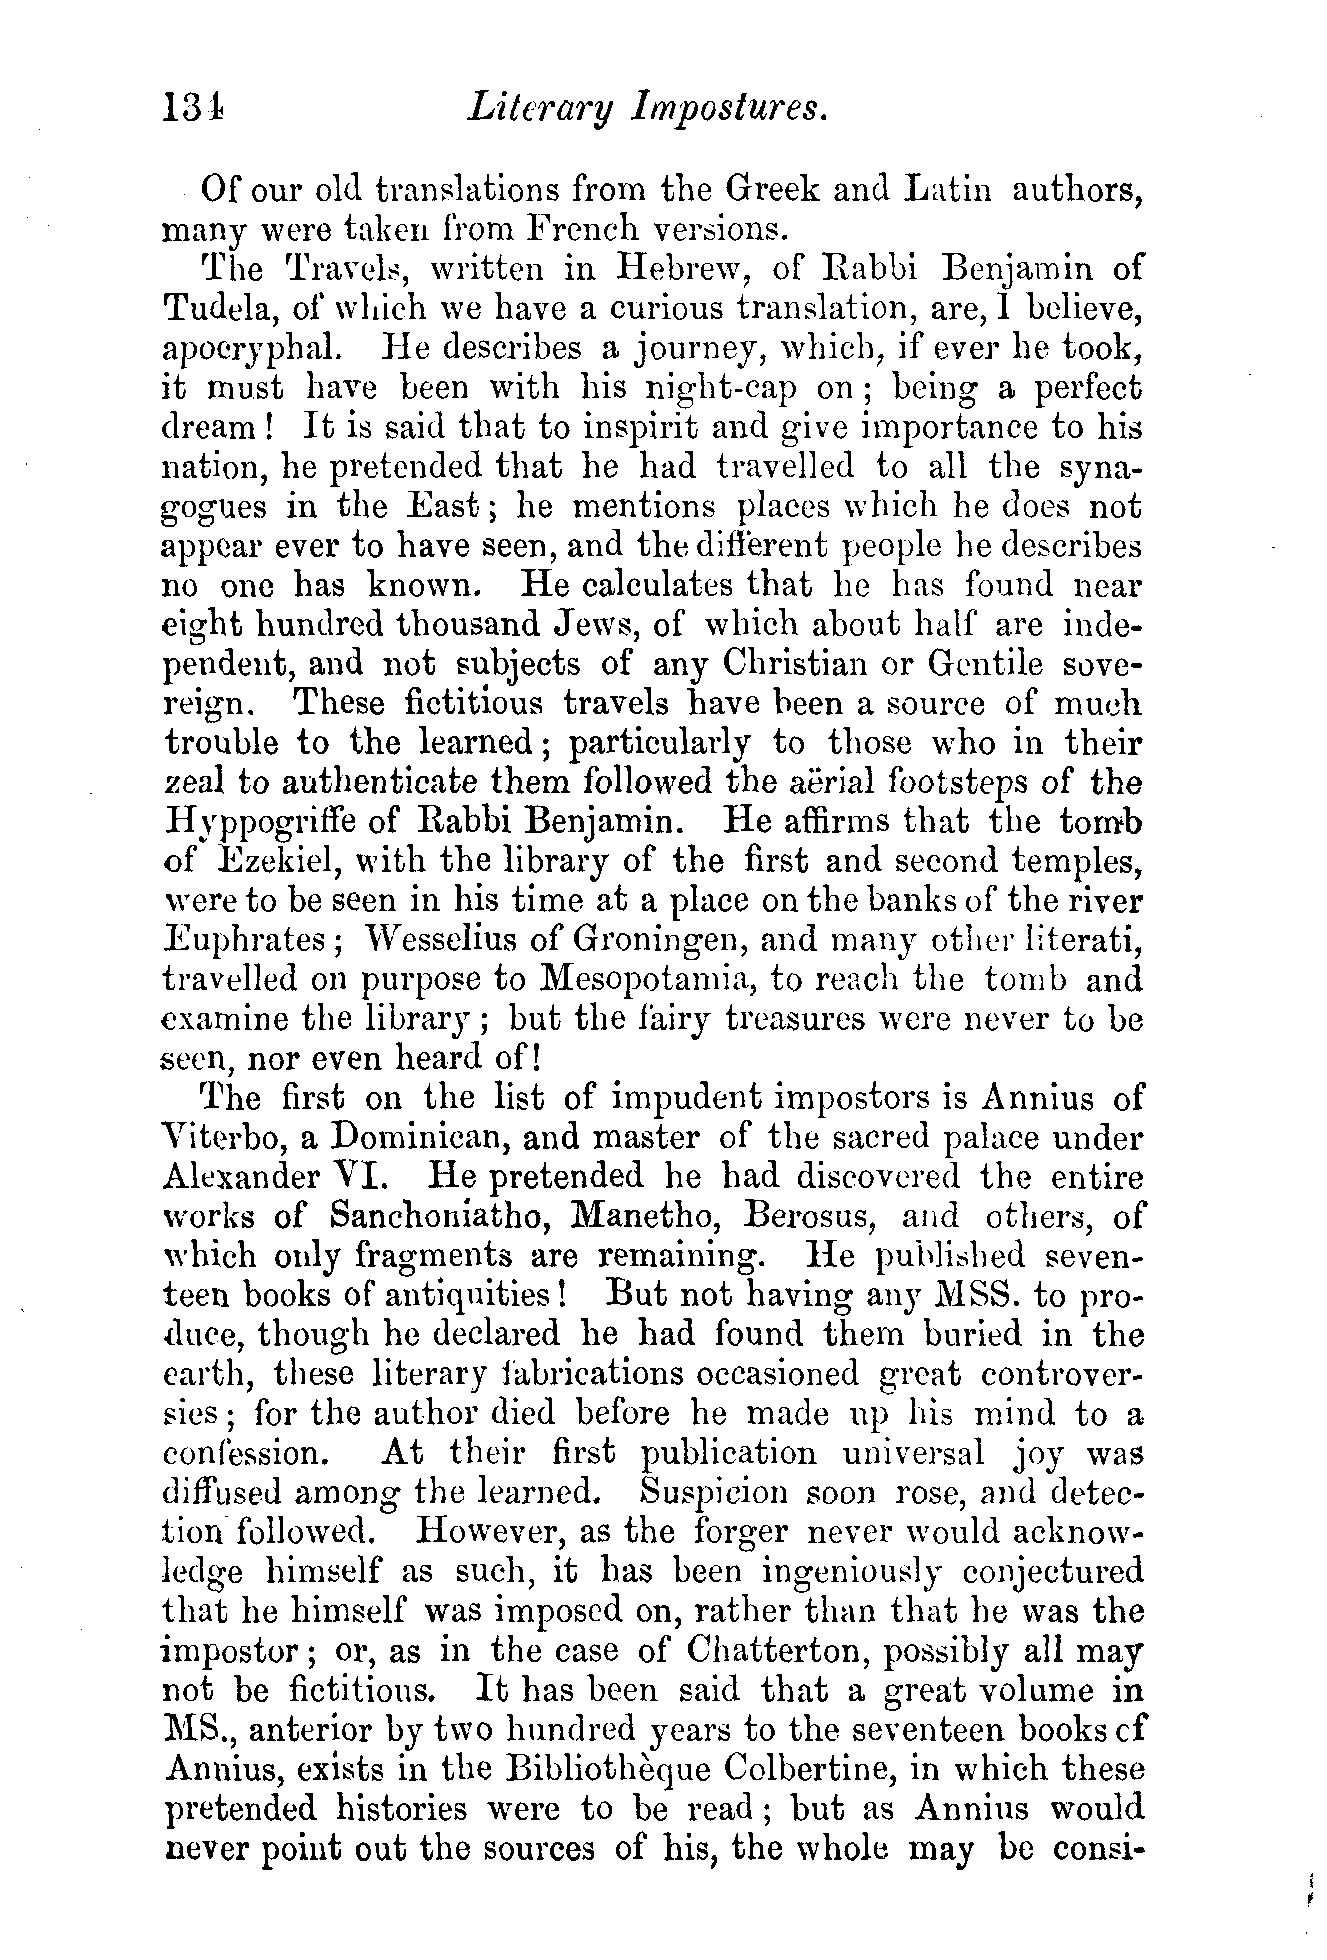 134 Literary Impostures.
Of our old translations from the Greek and Latin authors,
many were taken from French versions.
The Travels, written in Hebrew, of Rabbi Benjamin of
Tudela, of which we have a curious translation, are, I believe,
apocryphal. He describes a journey, which, if ever he took,
it must have been with his night-cap on; being a perfect
dream! It is said that to inspirit and give importance to his
nation, he pretended that he had travelled to all the syna-
gogues in the East; he mentions places which he does not
appear ever to have seen, and the different people he describes
no one has known. He calculates that he has found near
eight hundred thousand Jews, of which about half are inde-
pendent, and not subjects of any Christian or Gentile sove-
reign. These fictitious travels have been a source of much
trouble to the learned; particularly to those who in their
zeal to authenticate them followed the aërial footsteps of the
Hyppogriffe of Rabbi Benjamin. He affirms that the tomb
of Ezekiel, with the library of the first and second temples,
were to be seen in his time at a place on the banks of the river
Euphrates; Wesselius of Groningen, and many other literati,
travelled on purpose to Mesopotamia, to reach the tomb and
examine the library; but the fairy treasures were never to be
seen, nor even heard of!
The first on the list of impudent impostors is Annius of
Viterbo, a Dominican, and master of the sacred palace under
Alexander VI. He pretended he had discovered the entire
works of Sanchoniatho, Manetho, Berosus, and others, of
which only fragments are remaining. He published seven-
teen books of antiquities! But not having any MSS. to pro-
duce, though he declared he had found them buried in the
earth, these literary fabrications occasioned great controver-
sies; for the author died before he made up his mind to a
confession. At their first publication universal joy was
diffused among the learned. Suspicion soon rose, and detec-
tion followed. However, as the forger never would acknow-
ledge himself as such, it has been ingeniously conjectured
that he himself was imposed on, rather than that he was the
impostor; or, as in the case of Chatterton, possibly all may
not be fictitious. It has been said that a great volume in
MS., anterior by two hundred years to the seventeen books of
Annius, exists in the Bibliothèque Colbertine, in which these
pretended histories were to be read; but as Annius would
never point out the sources of his, the whole may be consi-